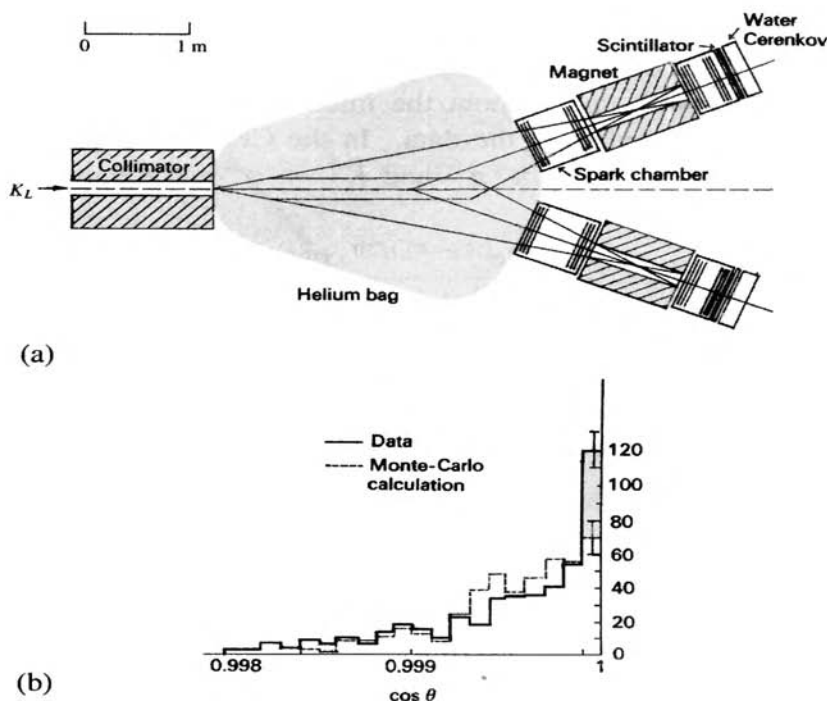 0 1 m
Water
Scintillator Cerenkov
Magnet
Collimator
K_L
Spark chamber
Helium bag
(a)
Data
Monte-Carlo
calculation
120
100
80
60
40
20
0
0.998 0.999 1
cos θ
(b)